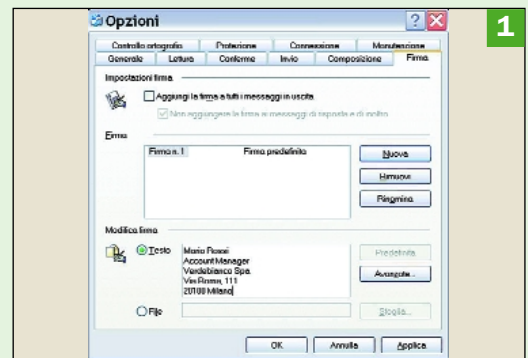 Opzioni
1
Controllo ortografia Protezione Connessione Manutenzione
Generale Lettura Conferme Invio Composizione Firma
Impostazioni firma
Aggiungi la firma a tutti i messaggi in uscita
Non aggiungere la firma ai messaggi di risposta e di inoltro
Firma
Firma n. 1 Firma predefinita
Nuova
Rimuovi
Rinomina
Modifica firma
Testo
Mario Rossi
Account Manager
Verdebianco Spa
Via Roma, 111
20100 Milano
Predefinita
Avanzate...
File
Sfoglia...
OK Annulla Applica